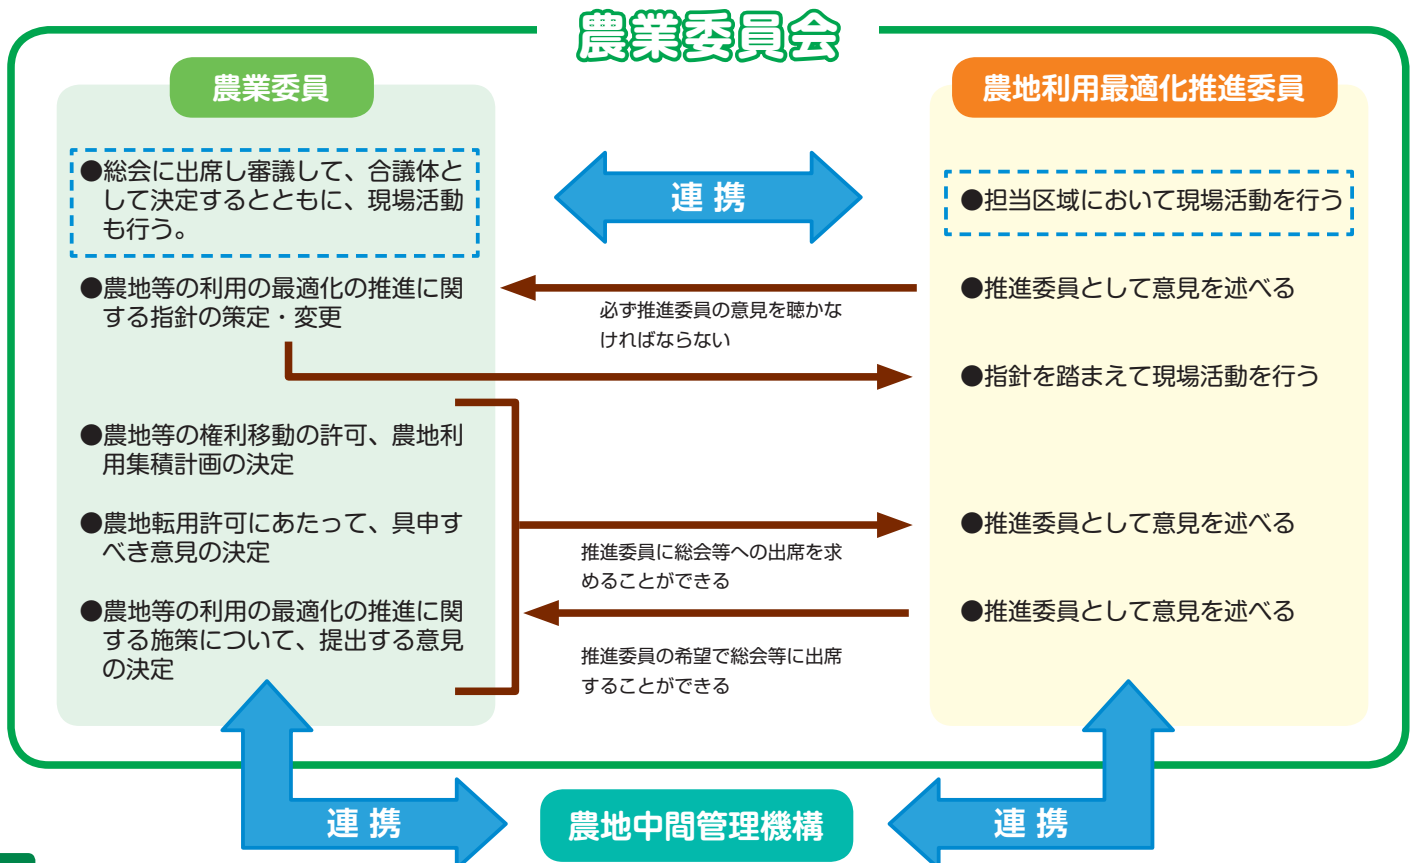 農業委員会
農業委員
●総会に出席し審議して、合議体と
して決定するとともに、現場活動
も行う。
●農地等の利用の最適化の推進に関
する指針の策定・変更
●農地等の権利移動の許可、農地利
用集積計画の決定
●農地転用許可にあたって、具申す
べき意見の決定
●農地等の利用の最適化の推進に関
する施策について、提出する意見
の決定
連携
必ず推進委員の意見を聴かな
ければならない
推進委員に総会等への出席を求
めることができる
推進委員の希望で総会等に出席
することができる
農地利用最適化推進委員
●担当区域において現場活動を行う
●推進委員として意見を述べる
●指針を踏まえて現場活動を行う
●推進委員として意見を述べる
●推進委員として意見を述べる
連携
農地中間管理機構
連携